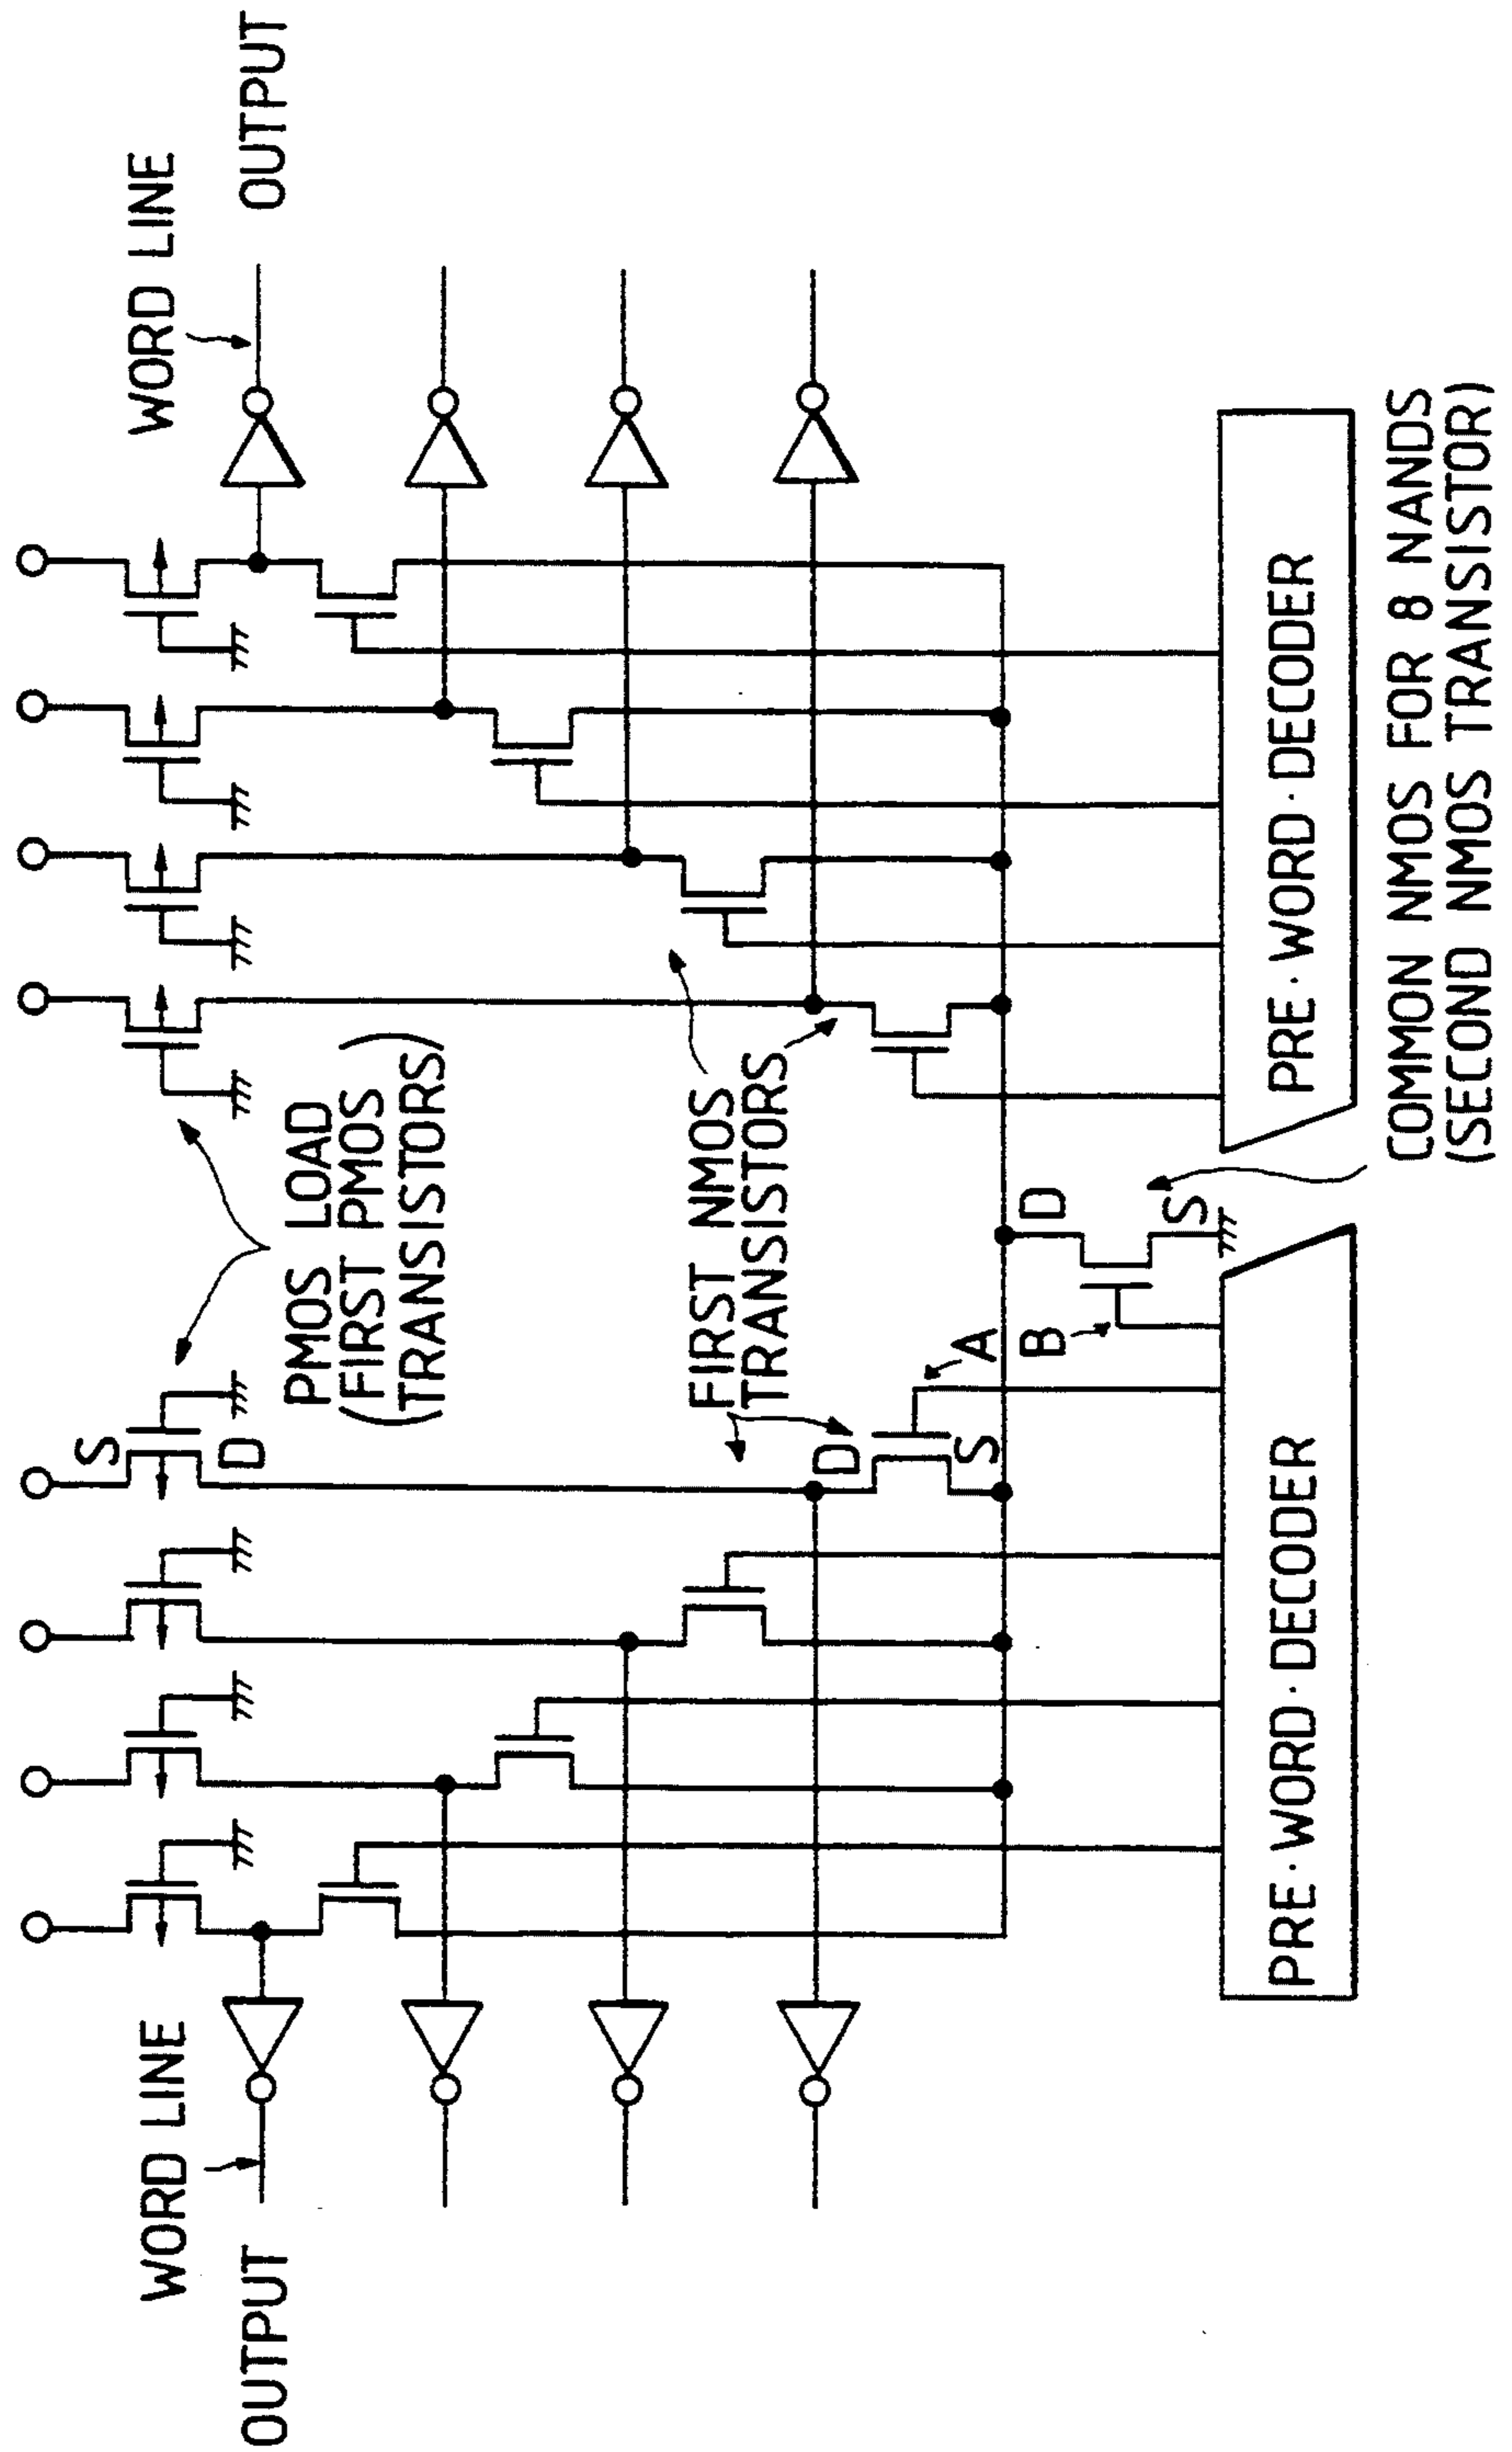 OUTPUT
WORD LINE
WORD LINE
OUTPUT
S
D
PMOS LOAD
(FIRST PMOS
TRANSISTORS)
FIRST NMOS
TRANSISTORS
D
S
A
B
D
S
PRE·WORD·DECODER
PRE·WORD·DECODER
COMMON NMOS FOR 8 NANDS
(SECOND NMOS TRANSISTOR)